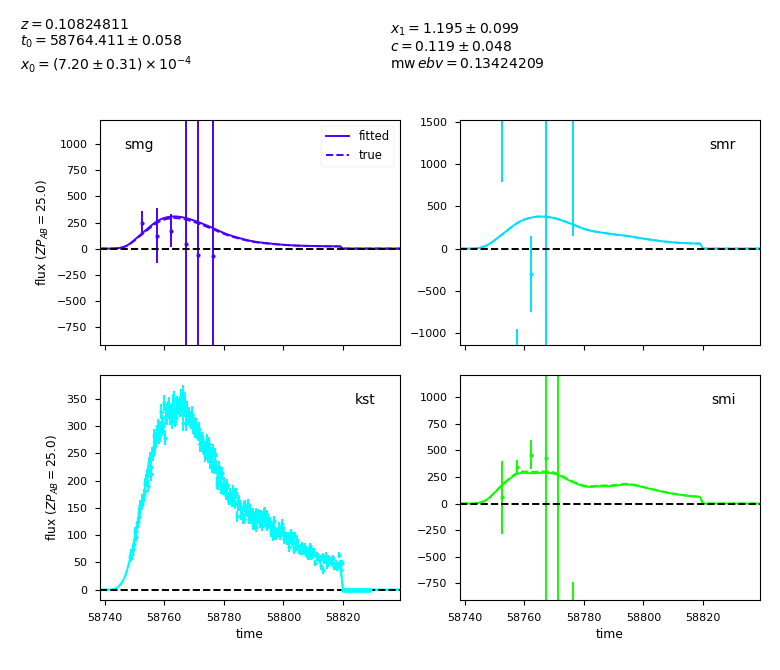 z = 0.10824811
t0 = 58764.411 ± 0.058
x0 = (7.20 ± 0.31) × 10^−4
x1 = 1.195 ± 0.099
c = 0.119 ± 0.048
mw ebv = 0.13424209
smg
fitted
true
1000
750
500
250
0
−250
−500
−750
flux (ZP_AB = 25.0)
smr
1500
1000
500
0
−500
−1000
kst
350
300
250
200
150
100
50
0
flux (ZP_AB = 25.0)
58740 58760 58780 58800 58820
time
smi
1000
750
500
250
0
−250
−500
−750
58740 58760 58780 58800 58820
time